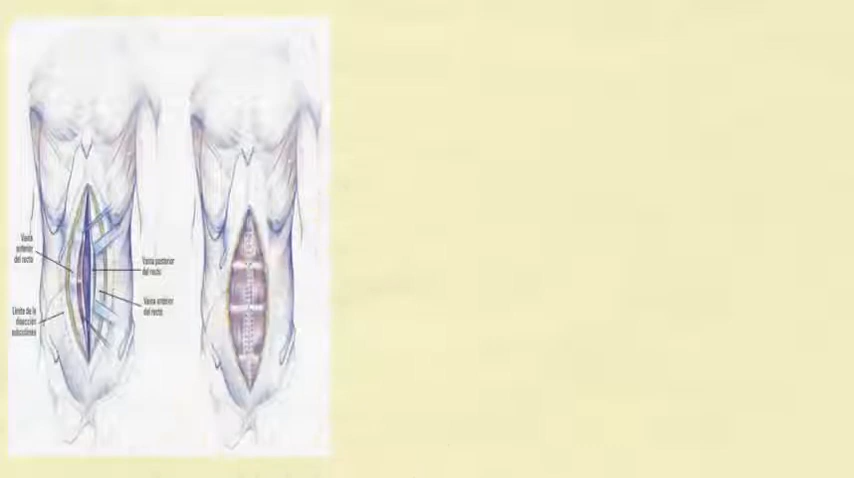 Vaina
anterior
del recto
Vaina posterior
del recto
Vaina anterior
del recto
Límite de la
disección
subcutánea